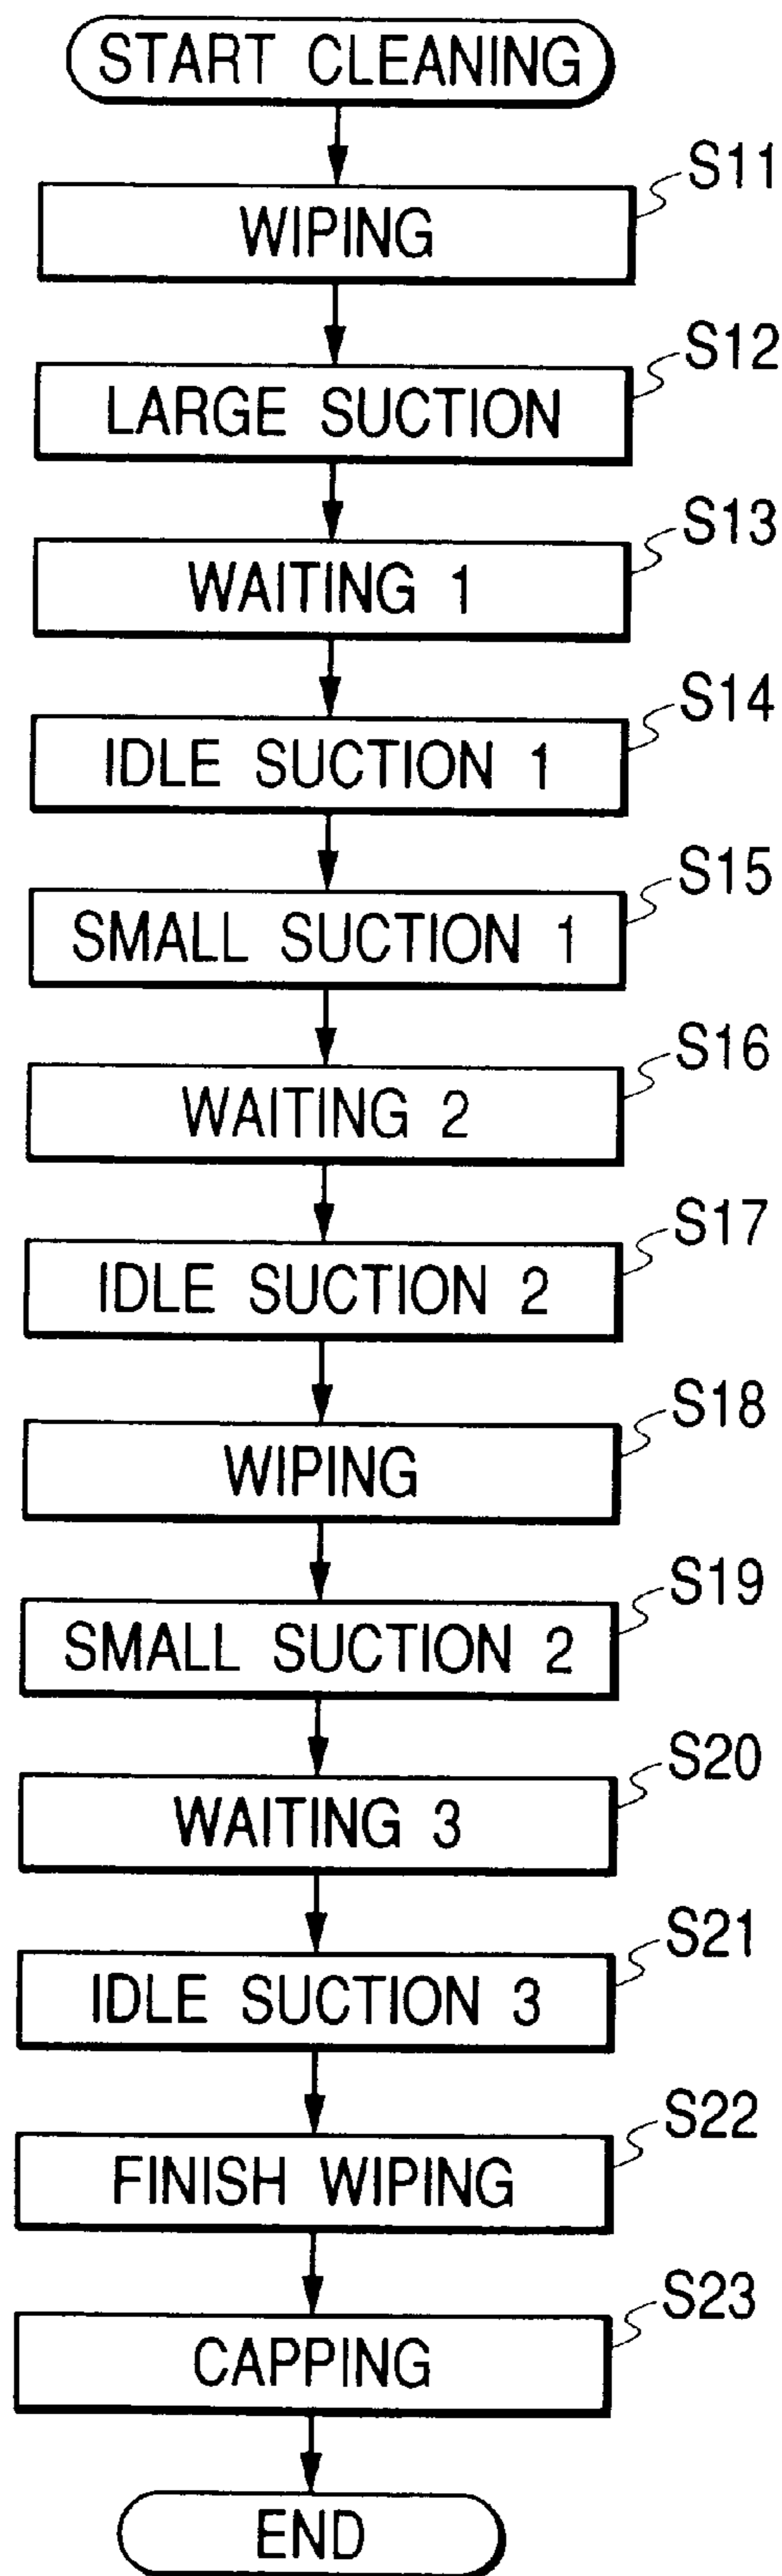 START CLEANING
S11
WIPING
S12
LARGE SUCTION
S13
WAITING 1
S14
IDLE SUCTION 1
S15
SMALL SUCTION 1
S16
WAITING 2
S17
IDLE SUCTION 2
S18
WIPING
S19
SMALL SUCTION 2
S20
WAITING 3
S21
IDLE SUCTION 3
S22
FINISH WIPING
S23
CAPPING
END